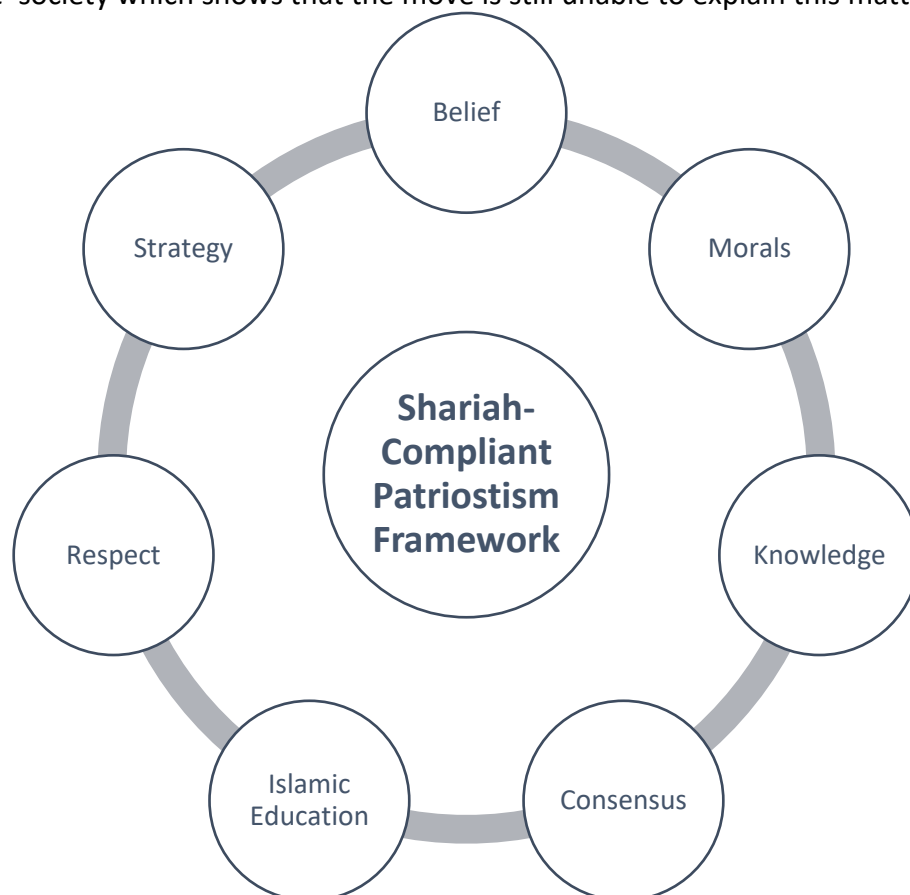 society which shows that the move is still unable to explain this matt
Belief
Morals
Knowledge
Consensus
Islamic
Education
Respect
Strategy
Shariah-
Compliant
Patriostism
Framework